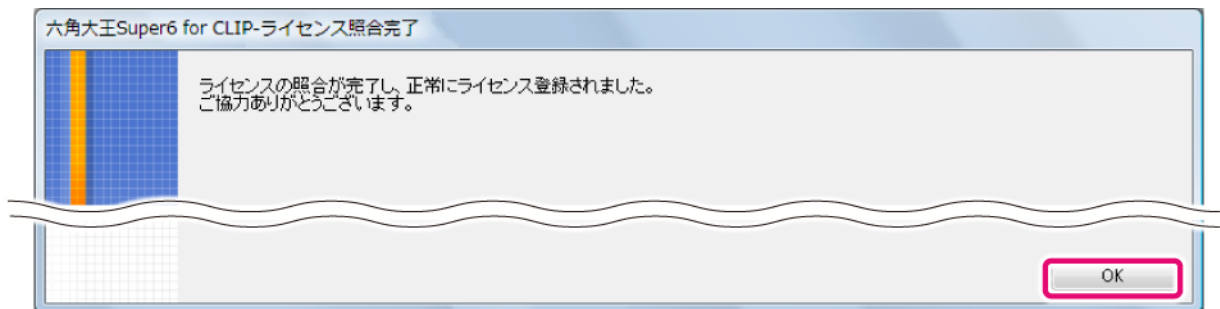 六角大王Super6 for CLIP-ライセンス照合完了
ライセンスの照合が完了し、正常にライセンス登録されました。
ご協力ありがとうございます。
OK